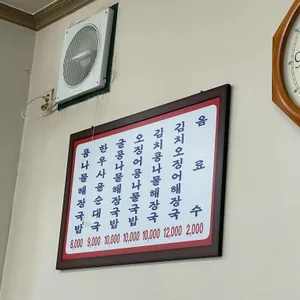 콩나물해장국밥 8,000
한우사골순대국 9,000
굴콩나물해장국밥 10,000
오징어콩나물국밥 10,000
김치콩나물해장국 10,000
김치오징어해장국 12,000
음료수 2,000